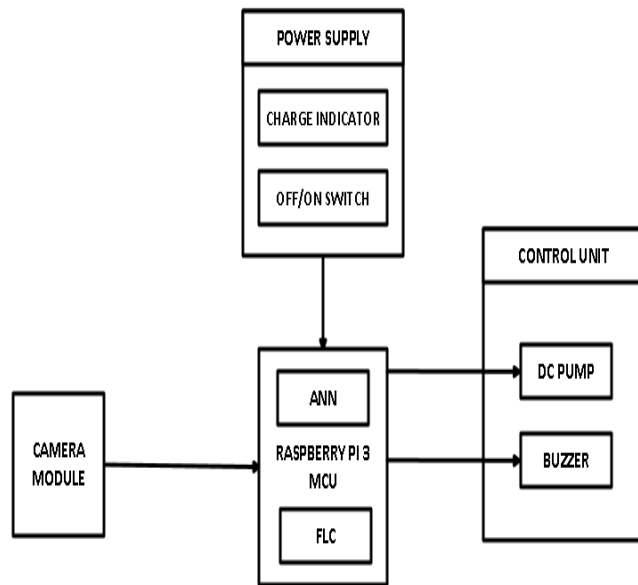 POWER SUPPLY
CHARGE INDICATOR
OFF/ON SWITCH
CONTROL UNIT
DC PUMP
BUZZER
ANN
RASPBERRY PI 3
MCU
FLC
CAMERA
MODULE